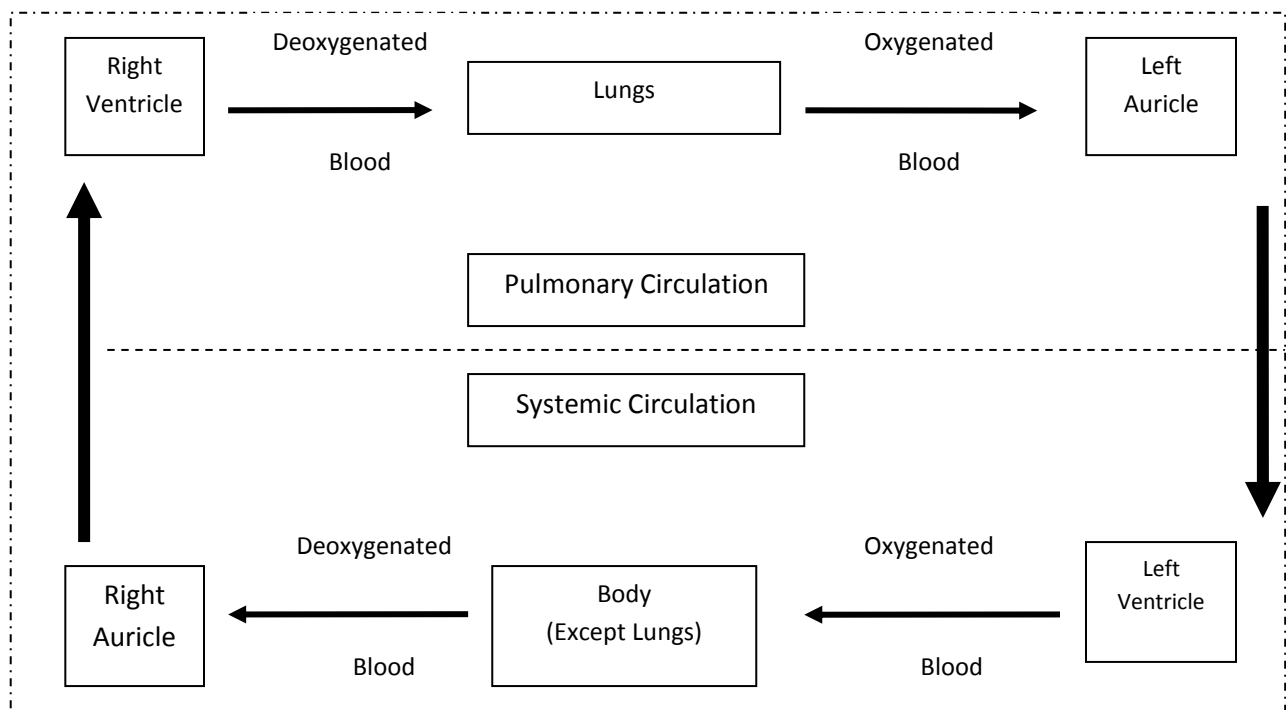 Deoxygenated
Oxygenated
Right
Ventricle
Lungs
Left
Auricle
Blood
Blood
Pulmonary Circulation
Systemic Circulation
Deoxygenated
Oxygenated
Right
Auricle
Body
(Except Lungs)
Left
Ventricle
Blood
Blood